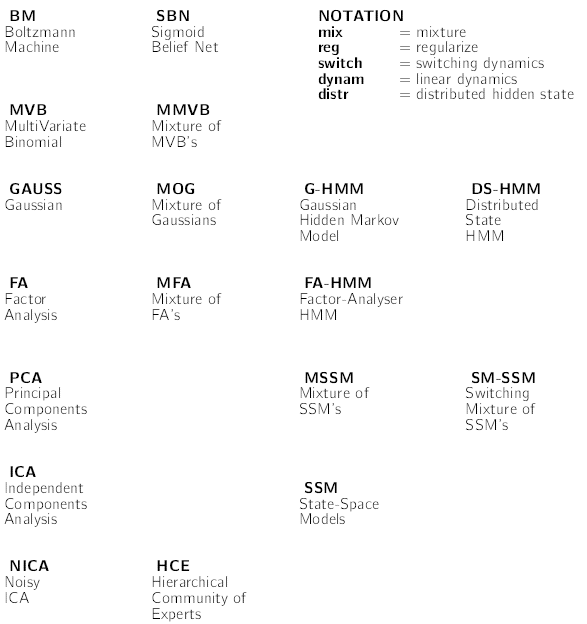 BM
Boltzmann
Machine
SBN
Sigmoid
Belief Net
NOTATION
mix = mixture
reg = regularize
switch = switching dynamics
dynam = linear dynamics
distr = distributed hidden state
MVB
MultiVariate
Binomial
MMVB
Mixture of
MVB's
GAUSS
Gaussian
MOG
Mixture of
Gaussians
G-HMM
Gaussian
Hidden Markov
Model
DS-HMM
Distributed
State
HMM
FA
Factor
Analysis
MFA
Mixture of
FA's
FA-HMM
Factor-Analyser
HMM
PCA
Principal
Components
Analysis
MSSM
Mixture of
SSM's
SM-SSM
Switching
Mixture of
SSM's
ICA
Independent
Components
Analysis
SSM
State-Space
Models
NICA
Noisy
ICA
HCE
Hierarchical
Community of
Experts